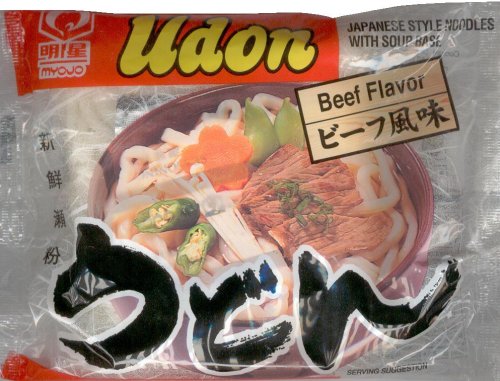 明星
MYOJO
Udon
JAPANESE STYLE NOODLES
WITH SOUP BASE
Beef Flavor
ビーフ風味
新鮮瀬粉
うどん
SERVING SUGGESTION